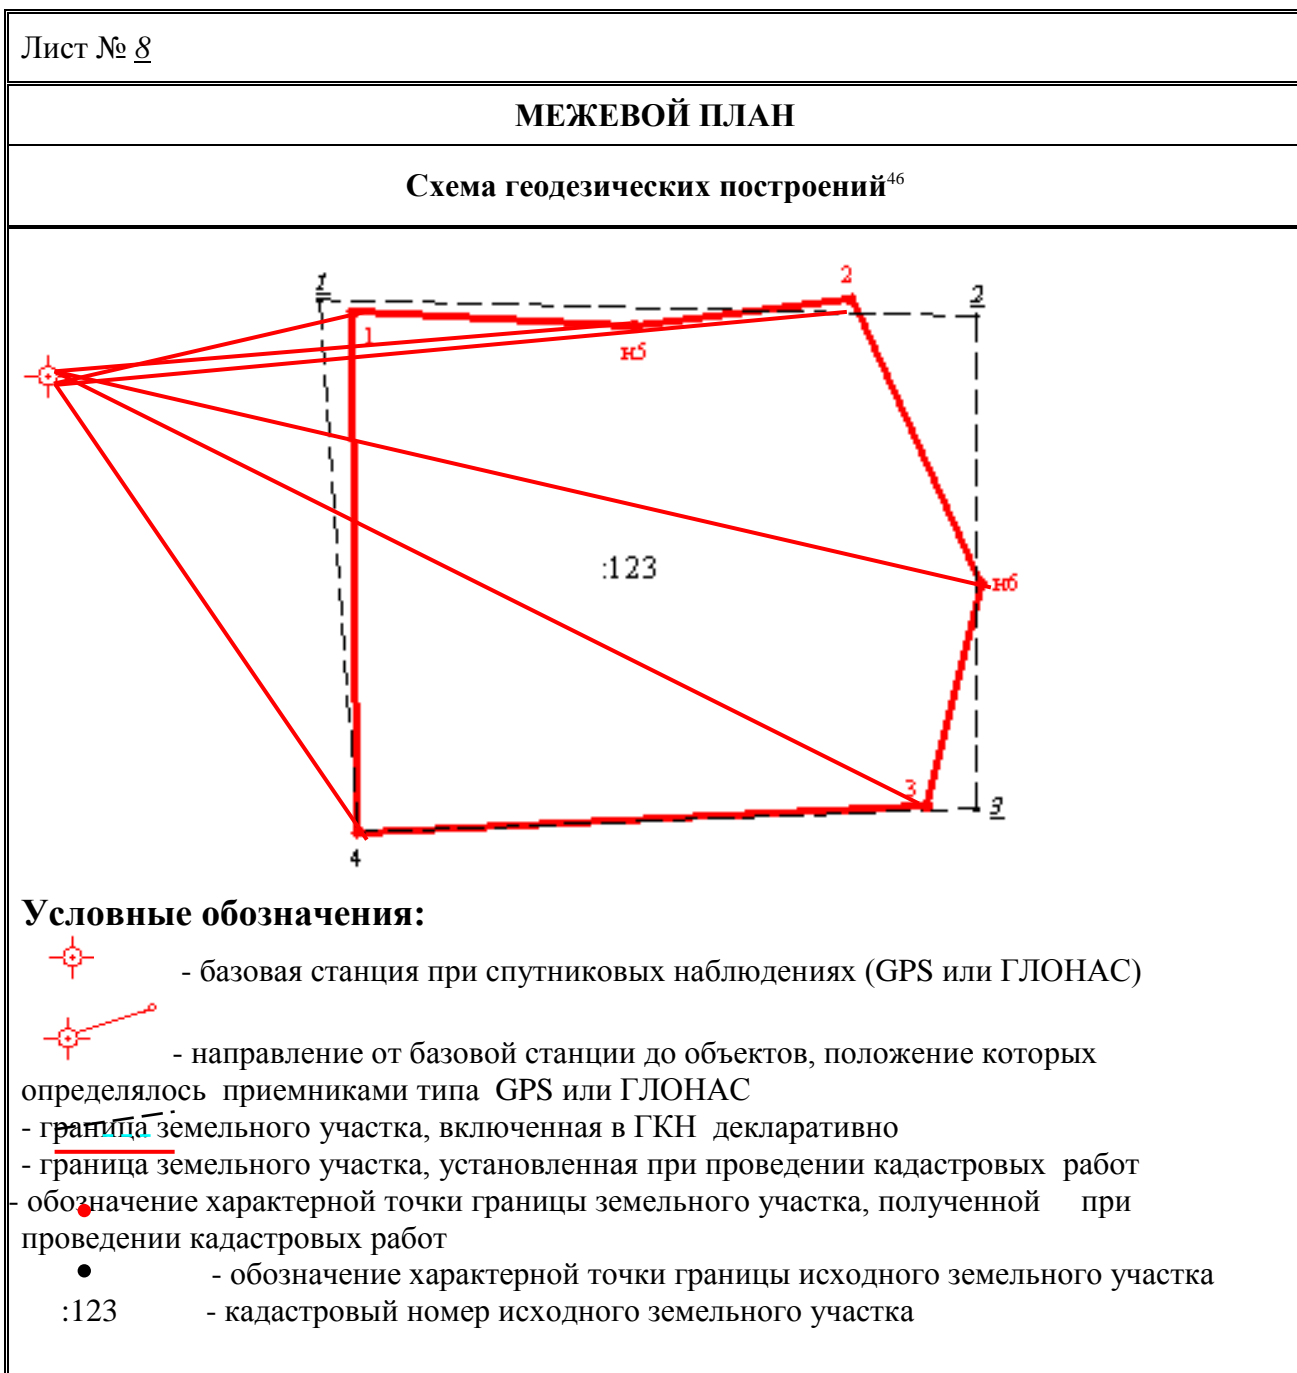 Лист № 8
МЕЖЕВОЙ ПЛАН
Схема геодезических построений46
1
2
2
1
н5
:123
н6
3
3
4
Условные обозначения:
- базовая станция при спутниковых наблюдениях (GPS или ГЛОНАС)
- направление от базовой станции до объектов, положение которых
определялось приемниками типа GPS или ГЛОНАС
- граница земельного участка, включенная в ГКН декларативно
- граница земельного участка, установленная при проведении кадастровых работ
- обозначение характерной точки границы земельного участка, полученной при
проведении кадастровых работ
- обозначение характерной точки границы исходного земельного участка
:123 - кадастровый номер исходного земельного участка